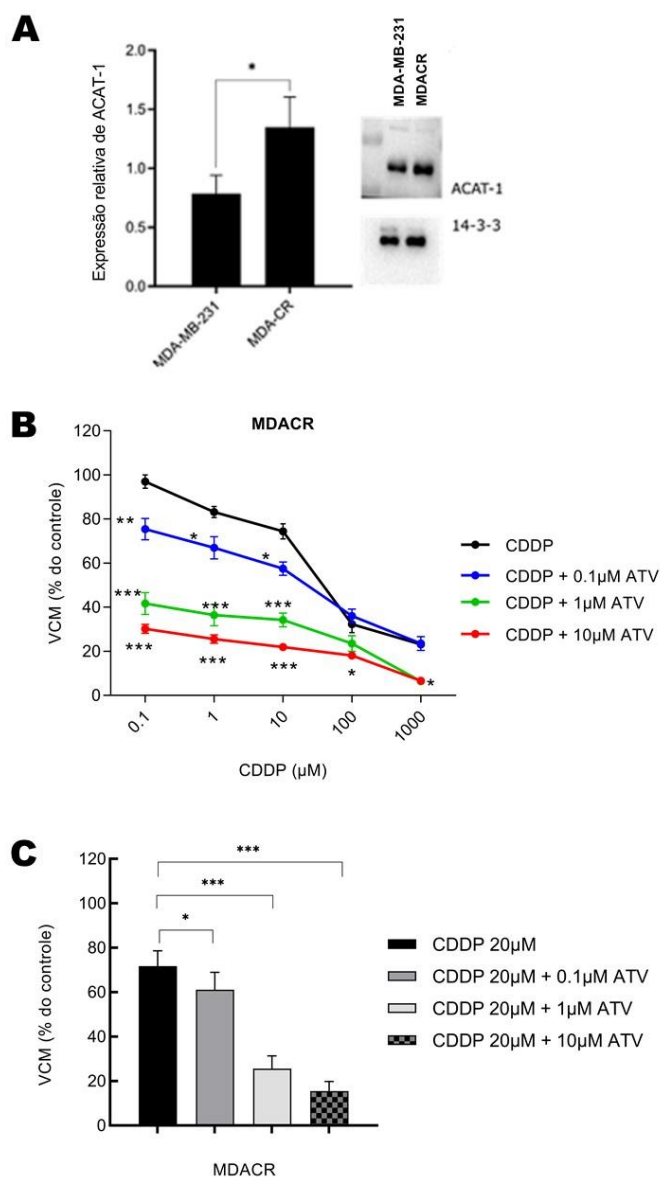 A
Expressão relativa de ACAT-1
2.0
1.5
1.0
0.5
0.0
*
MDA-MB-231
MDA-CR
MDA-MB-231
MDACR
ACAT-1
14-3-3
B
MDACR
VCM (% do controle)
120
100
80
60
40
20
0
**
*
*
***
***
***
***
***
***
*
*
0.1
1
10
100
1000
CDDP (µM)
CDDP
CDDP + 0.1µM ATV
CDDP + 1µM ATV
CDDP + 10µM ATV
C
VCM (% do controle)
120
100
80
60
40
20
0
***
***
*
MDACR
CDDP 20µM
CDDP 20µM + 0.1µM ATV
CDDP 20µM + 1µM ATV
CDDP 20µM + 10µM ATV